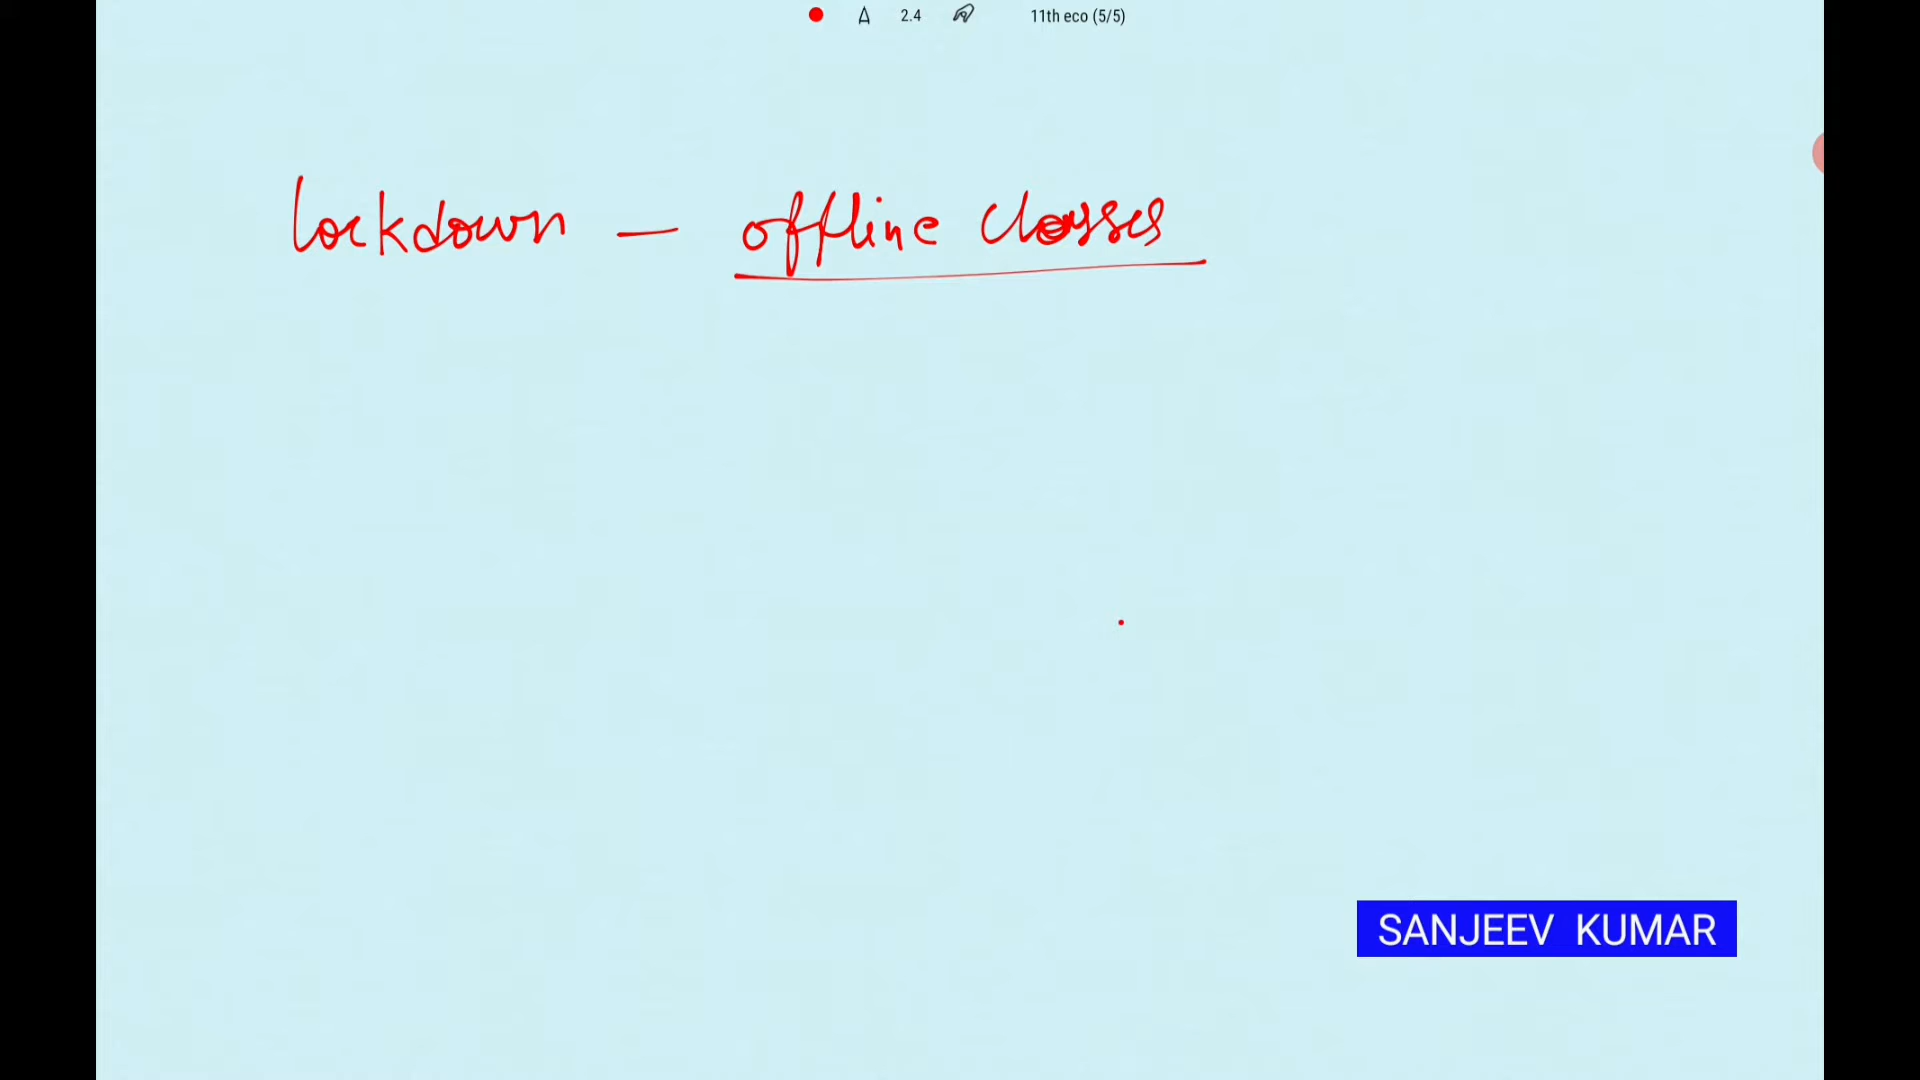 2.4 11th eco (5/5)
lockdown — offline classes
SANJEEV KUMAR